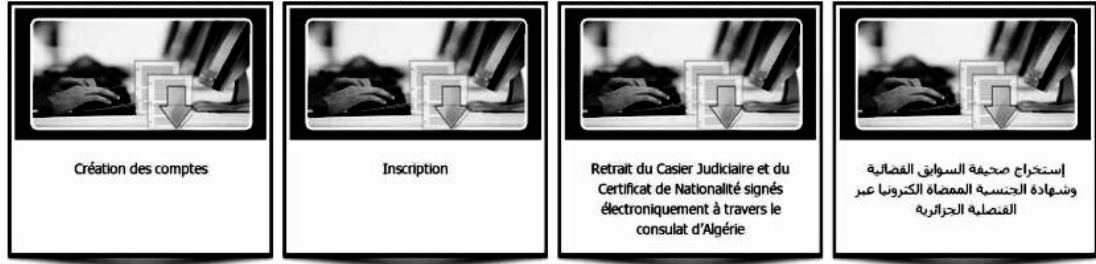 Création des comptes
Inscription
Retrait du Casier Judiciaire et du
Certificat de Nationalité signés
électroniquement à travers le
consulat d'Algérie
إستخراج صحيفة السوابق القضائية
وشهادة الجنسية الممضاة الكترونيا عبر
القنصلية الجزائرية